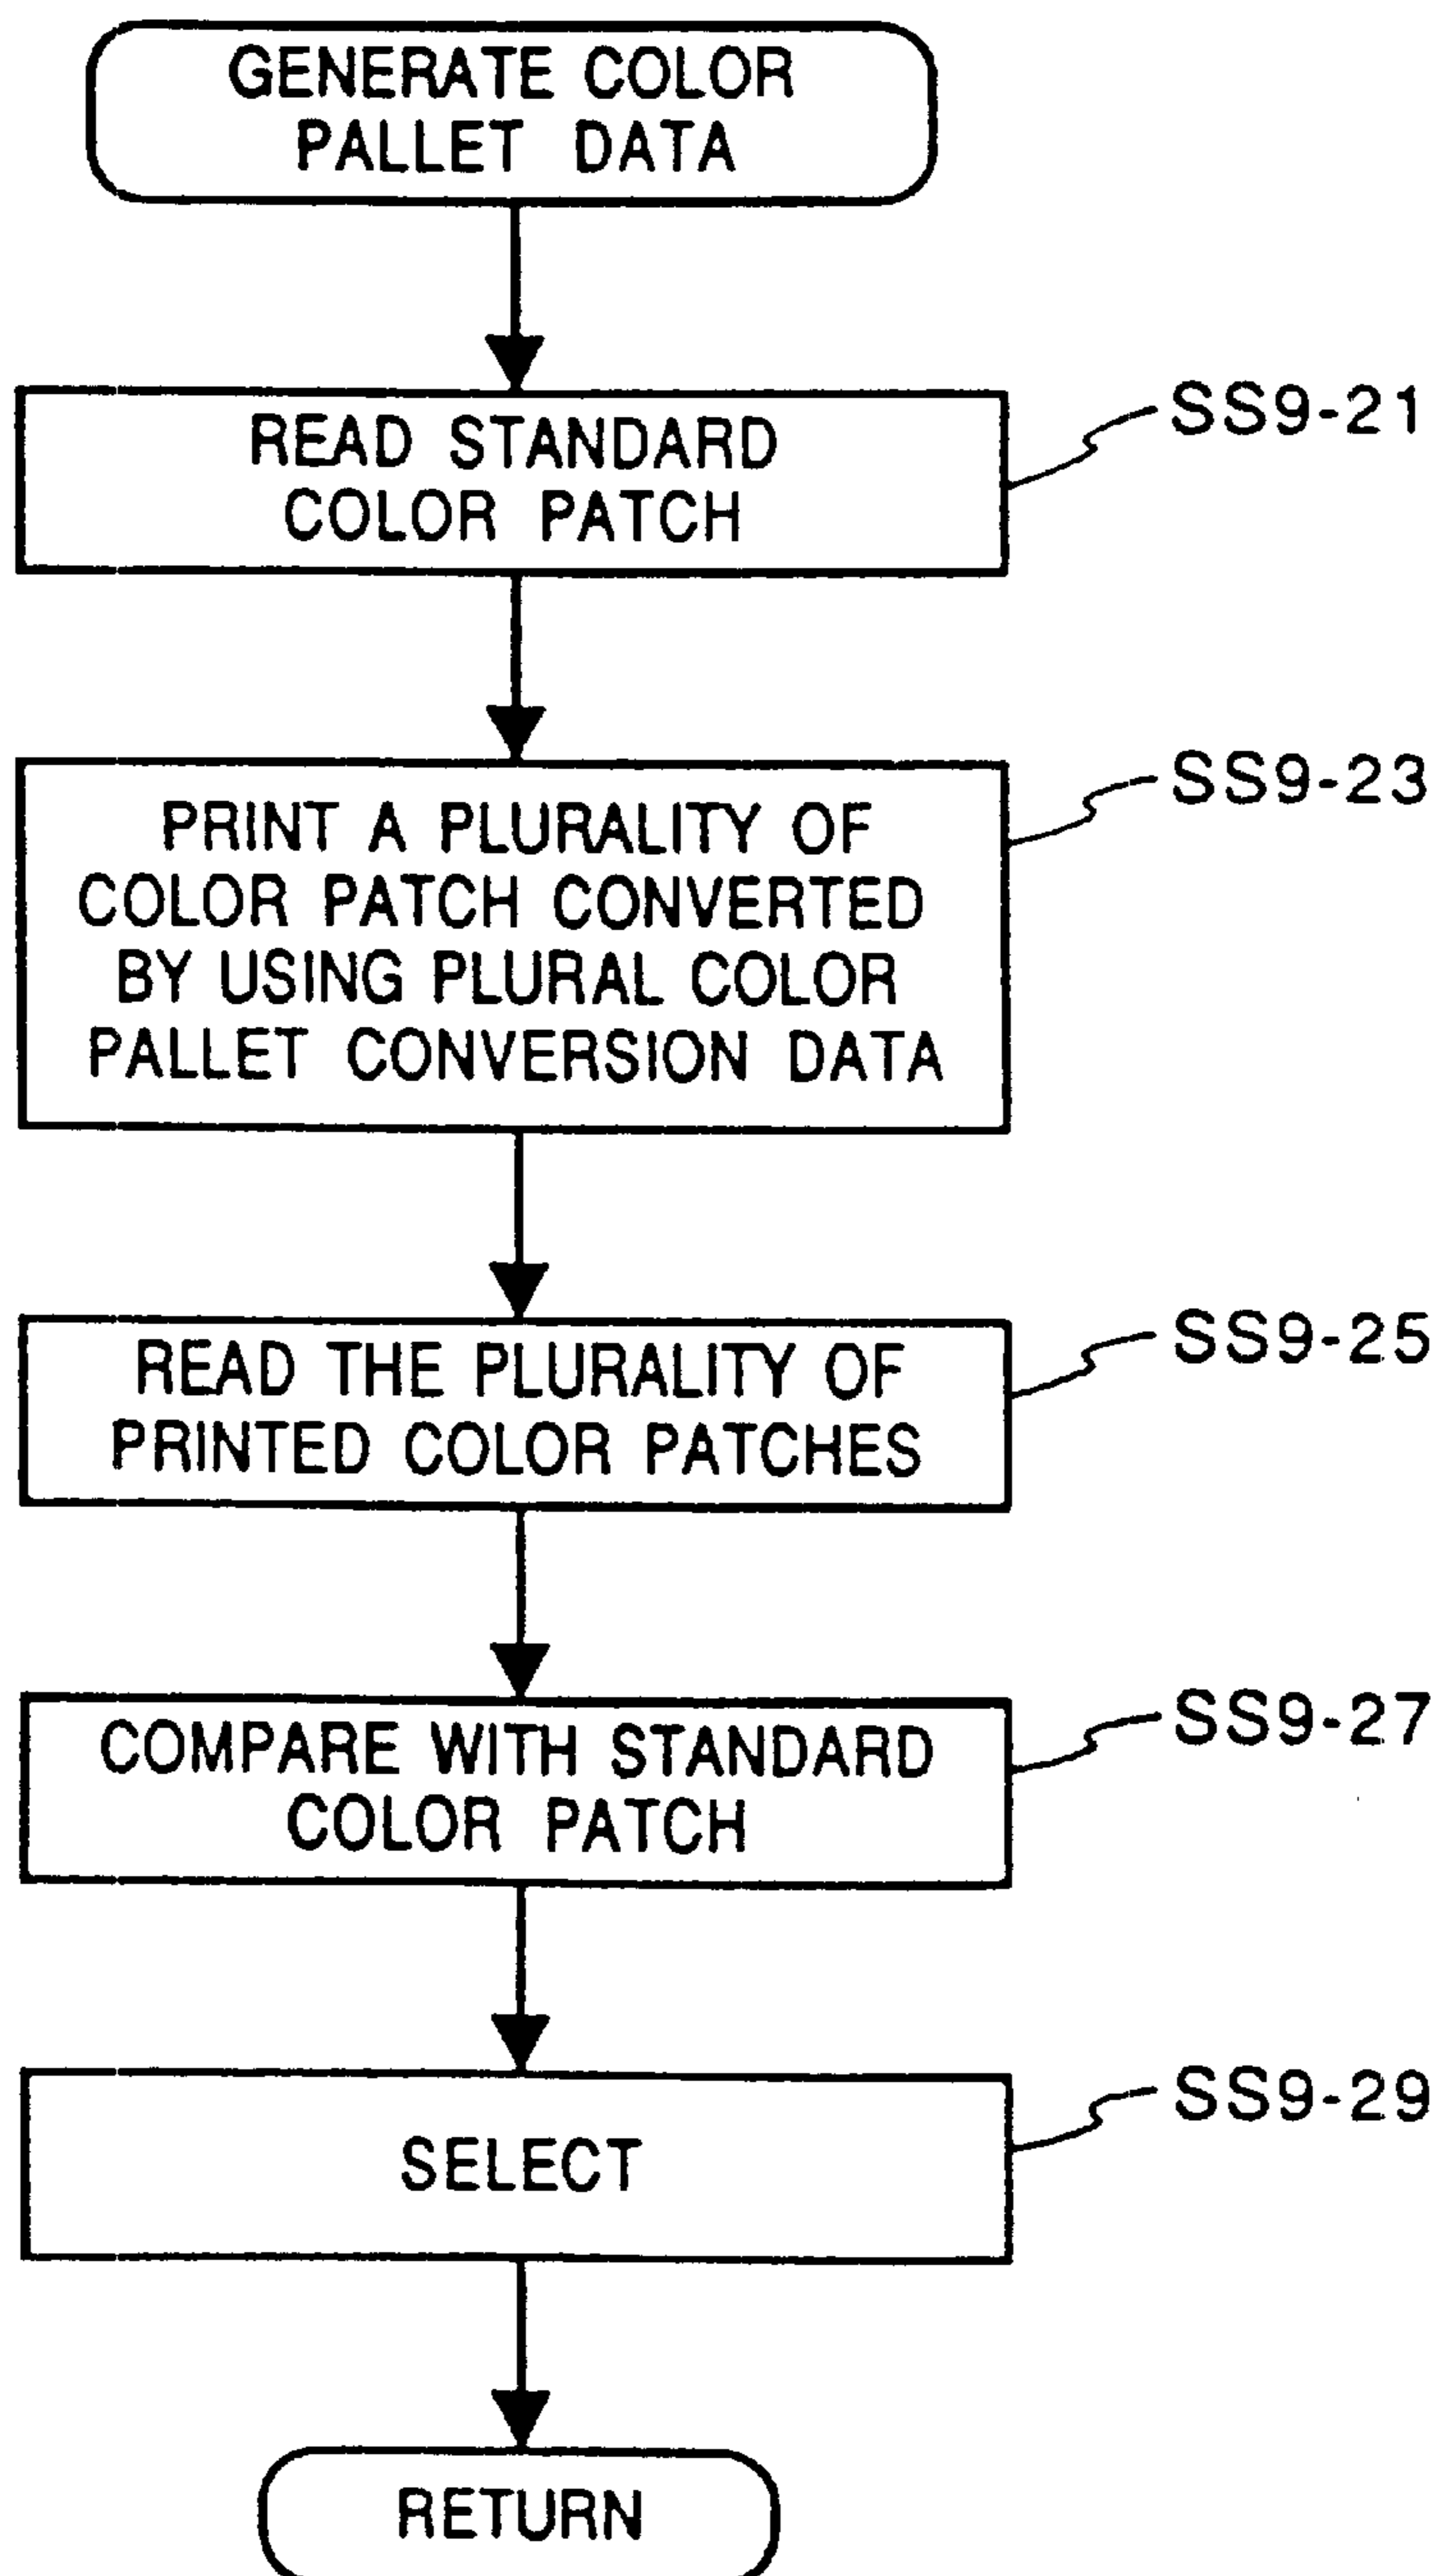 GENERATE COLOR
PALLET DATA
READ STANDARD
COLOR PATCH
SS9-21
PRINT A PLURALITY OF
COLOR PATCH CONVERTED
BY USING PLURAL COLOR
PALLET CONVERSION DATA
SS9-23
READ THE PLURALITY OF
PRINTED COLOR PATCHES
SS9-25
COMPARE WITH STANDARD
COLOR PATCH
SS9-27
SELECT
SS9-29
RETURN